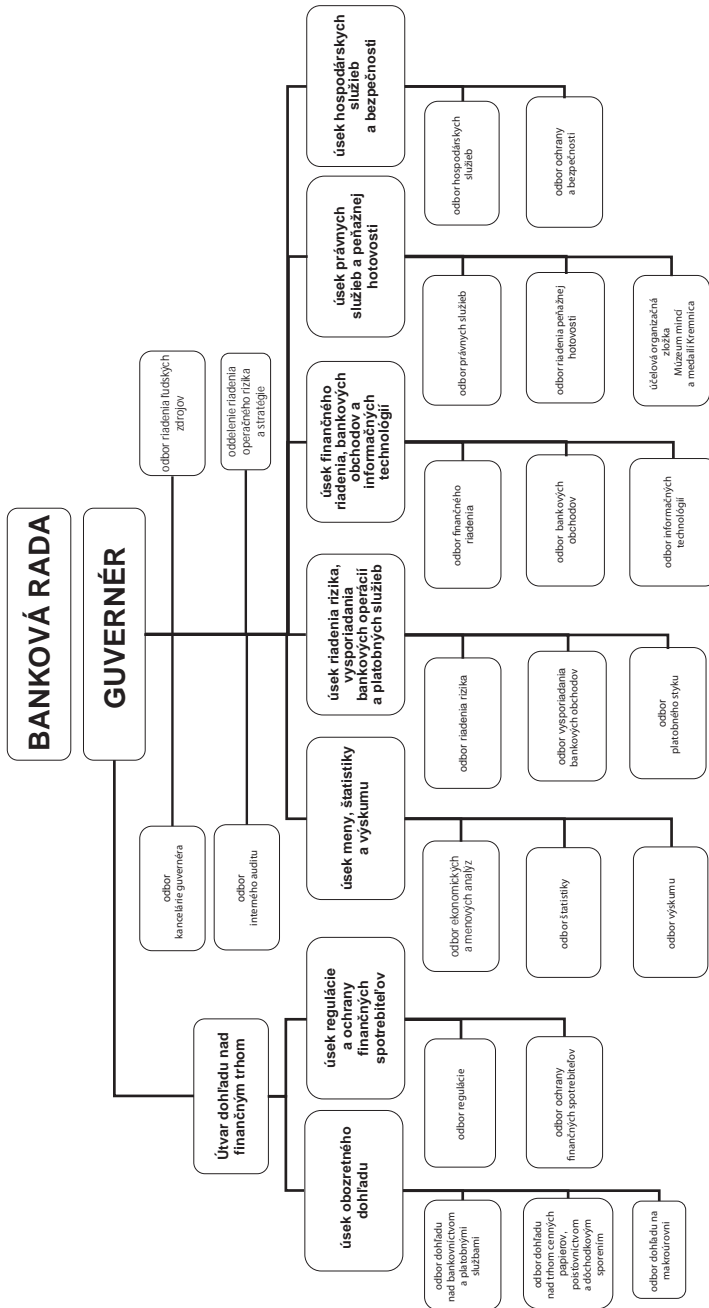 BANKOVÁ RADA
GUVERNÉR
odbor
kancelárie guvernéra
odbor riadenia ľudských
zdrojov
odbor
interného auditu
oddelenie riadenia
operačného rizika
a stratégie
Útvar dohľadu nad
finančným trhom
úsek obozretného
dohľadu
úsek regulácie
a ochrany
finančných
spotrebiteľov
úsek meny, štatistiky
a výskumu
úsek riadenia rizika,
vysporiadania
bankových operácií
a platobných služieb
úsek finančného
riadenia, bankových
obchodov a
informačných
technológií
úsek právnych
služieb a peňažnej
hotovosti
úsek hospodárskych
služieb
a bezpečnosti
odbor dohľadu
nad bankovníctvom
a platobnými
službami
odbor regulácie
odbor ekonomických
a menových analýz
odbor riadenia rizika
odbor finančného
riadenia
odbor právnych služieb
odbor hospodárskych
služieb
odbor dohľadu
nad trhom cenných
papierov,
poisťovníctvom
a dôchodkovým
sporením
odbor ochrany
finančných spotrebiteľov
odbor štatistiky
odbor vysporiadania
bankových obchodov
odbor bankových
obchodov
odbor riadenia peňažnej
hotovosti
odbor ochrany
a bezpečnosti
odbor dohľadu na
makroúrovni
odbor výskumu
odbor
platobného styku
odbor informačných
technológií
účelová organizačná
zložka
Múzeum mincí
a medailí Kremnica